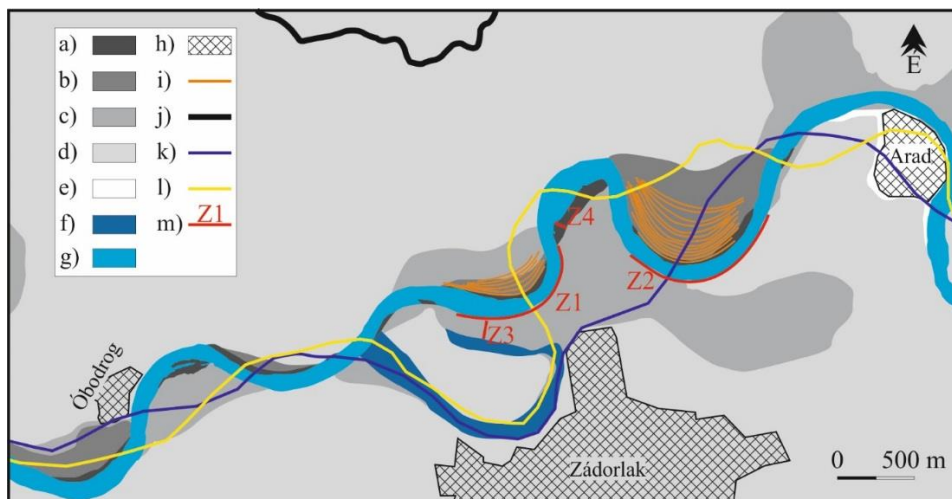 a)
b)
c)
d)
e)
f)
g)
h)
i)
j)
k)
l)
m) Z1
É
Arad
Z4
Z2
Z1
Z3
Óbodrog
Zádorlak
0 500 m